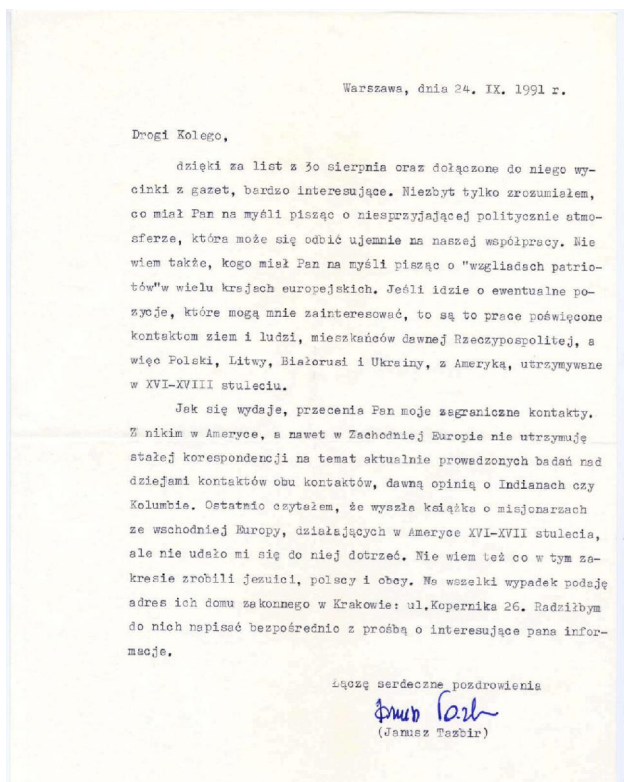 Warszawa, dnia 24. IX. 1991 r.
Drogi Kolego,
dzięki za list z 3o sierpnia oraz dołączone do niego wy-
cinki z gazet, bardzo interesujące. Niezbyt tylko zrozumiałem,
co miał Pan na myśli pisząc o niesprzyjającej politycznie atmo-
sferze, która może się odbić ujemnie na naszej współpracy. Nie
wiem także, kogo miał Pan na myśli pisząc o "wzgliadach patrio-
tów"w wielu krajach europejskich. Jeśli idzie o ewentualne po-
zycje, które mogą mnie zainteresować, to są to prace poświęcone
kontaktom ziem i ludzi, mieszkańców dawnej Rzeczypospolitej, a
więc Polski, Litwy, Białorusi i Ukrainy, z Ameryką, utrzymywane
w XVI-XVIII stuleciu.
Jak się wydaje, przecenia Pan moje zagraniczne kontakty.
Z nikim w Ameryce, a nawet w Zachodniej Europie nie utrzymuję
stałej korespondencji na temat aktualnie prowadzonych badań nad
dziejami kontaktów obu kontaktów, dawną opinią o Indianach czy
Kolumbie. Ostatnio czytałem, że wyszła książka o misjonarzach
ze wschodniej Europy, działających w Ameryce XVI-XVII stulecia,
ale nie udało mi się do niej dotrzeć. Nie wiem też co w tym za-
kresie zrobili jezuici, polscy i obcy. Na wszelki wypadek podaję
adres ich domu zakonnego w Krakowie: ul.Kopernika 26. Radziłbym
do nich napisać bezpośrednio z prośbą o interesujące pana infor-
macje.
Łączę serdeczne pozdrowienia
(Janusz Tazbir)